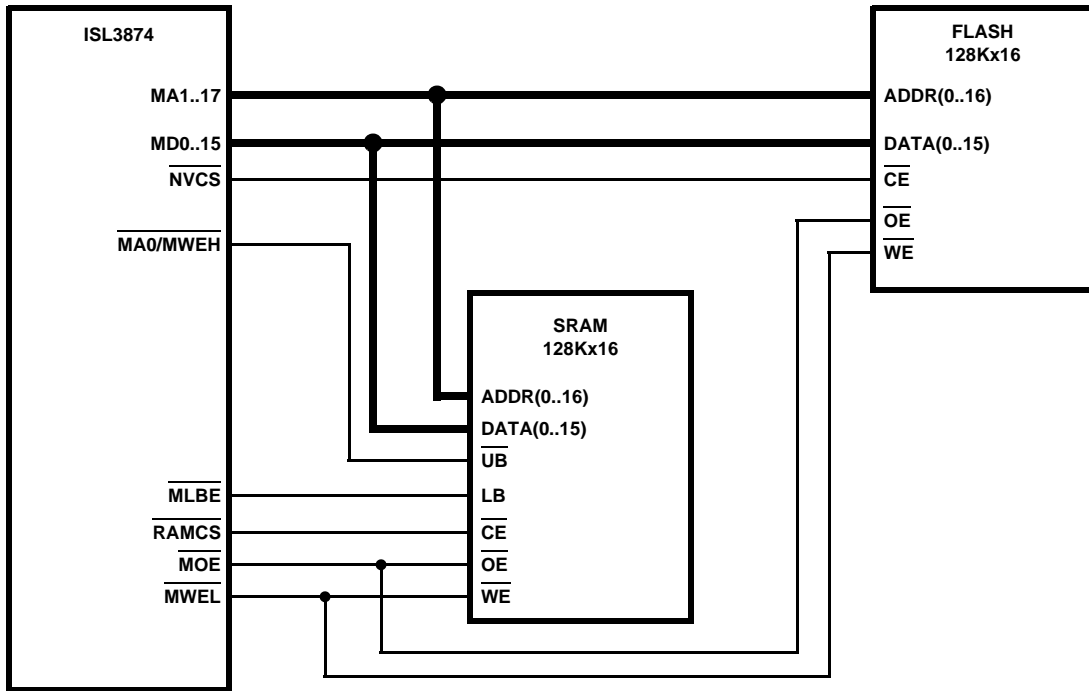 ISL3874
MA1..17
MD0..15
NVCS
MA0/MWEH
MLBE
RAMCS
MOE
MWEL
SRAM
128Kx16
ADDR(0..16)
DATA(0..15)
UB
LB
CE
OE
WE
FLASH
128Kx16
ADDR(0..16)
DATA(0..15)
CE
OE
WE